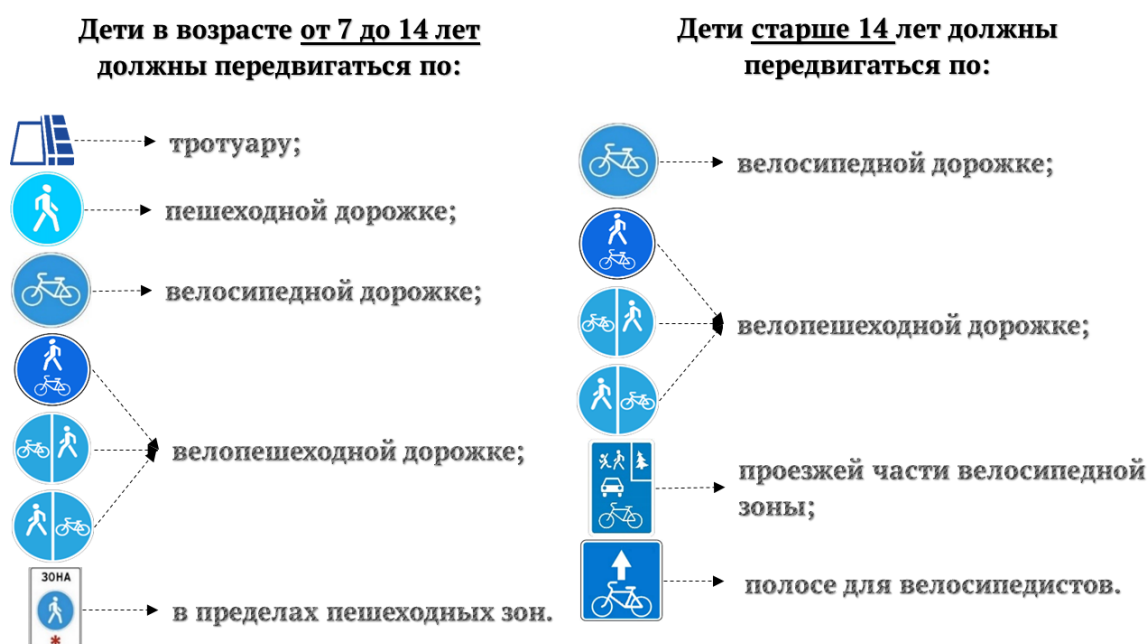 Дети в возрасте от 7 до 14 лет
должны передвигаться по:
тротуару;
пешеходной дорожке;
велосипедной дорожке;
велопешеходной дорожке;
ЗОНА
в пределах пешеходных зон.
Дети старше 14 лет должны
передвигаться по:
велосипедной дорожке;
велопешеходной дорожке;
проезжей части велосипедной
зоны;
полосе для велосипедистов.